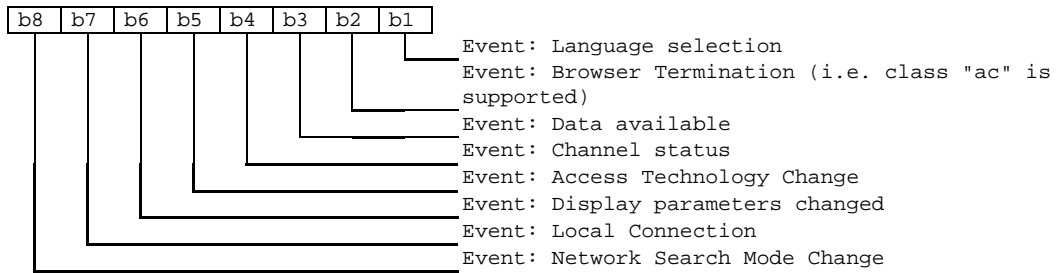 b8 b7 b6 b5 b4 b3 b2 b1
Event: Language selection
Event: Browser Termination (i.e. class "ac" is
supported)
Event: Data available
Event: Channel status
Event: Access Technology Change
Event: Display parameters changed
Event: Local Connection
Event: Network Search Mode Change